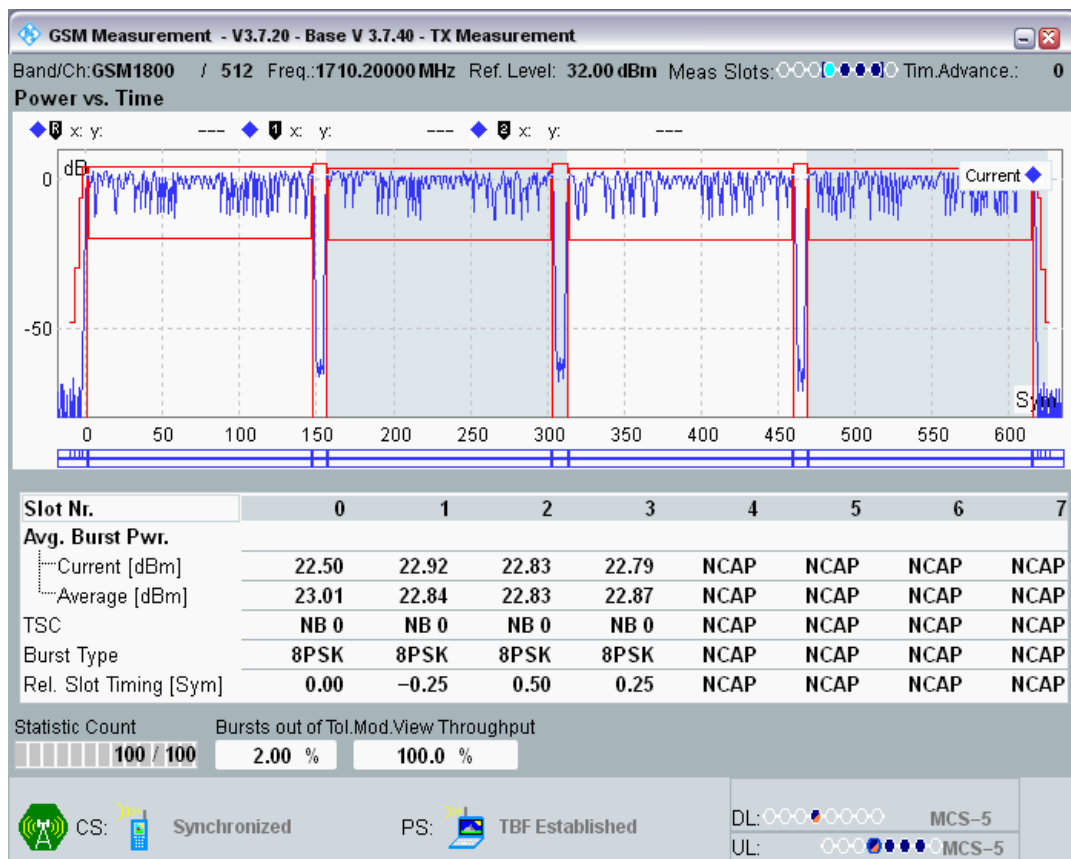 GSM Measurement - V3.7.20 - Base V 3.7.40 - TX Measurement
Band/Ch:GSM1800 / 512 Freq.:1710.20000 MHz Ref. Level: 32.00 dBm Meas Slots: Tim.Advance.: 0
Power vs. Time
R x: y: --- 1 x: y: --- 2 x: y: ---
dB
Current
0
-50
Sym
0 50 100 150 200 250 300 350 400 450 500 550 600
Slot Nr. 0 1 2 3 4 5 6 7
Avg. Burst Pwr.
Current [dBm] 22.50 22.92 22.83 22.79 NCAP NCAP NCAP NCAP
Average [dBm] 23.01 22.84 22.83 22.87 NCAP NCAP NCAP NCAP
TSC NB 0 NB 0 NB 0 NB 0 NCAP NCAP NCAP NCAP
Burst Type 8PSK 8PSK 8PSK 8PSK NCAP NCAP NCAP NCAP
Rel. Slot Timing [Sym] 0.00 −0.25 0.50 0.25 NCAP NCAP NCAP NCAP
Statistic Count Bursts out of Tol.Mod.View Throughput
100 / 100 2.00 % 100.0 %
CS: Synchronized PS: TBF Established
DL: MCS−5
UL: MCS−5